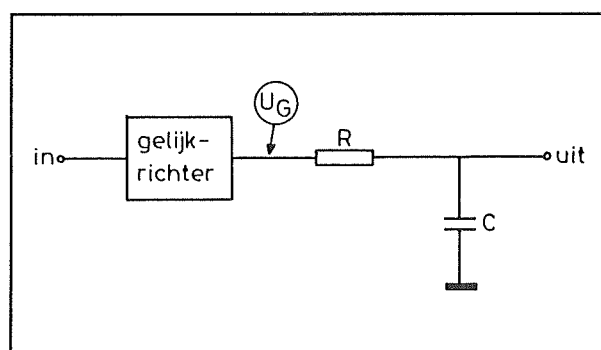 U_G
gelijk-
richter
in
R
uit
C